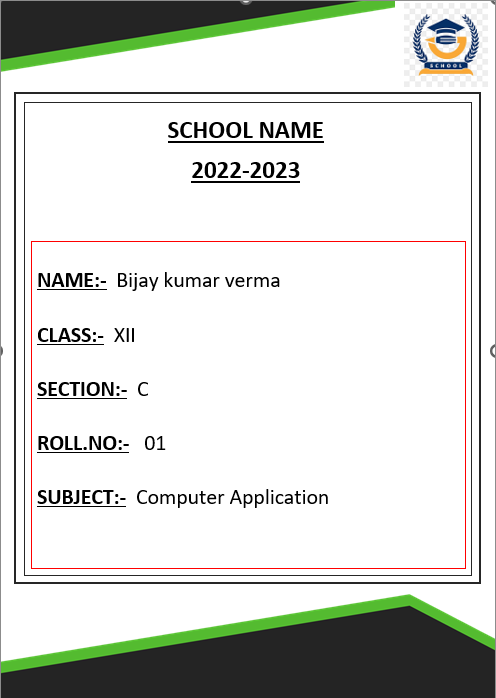 SCHOOL
SCHOOL NAME
2022-2023
NAME:- Bijay kumar verma
CLASS:- XII
SECTION:- C
ROLL.NO:- 01
SUBJECT:- Computer Application